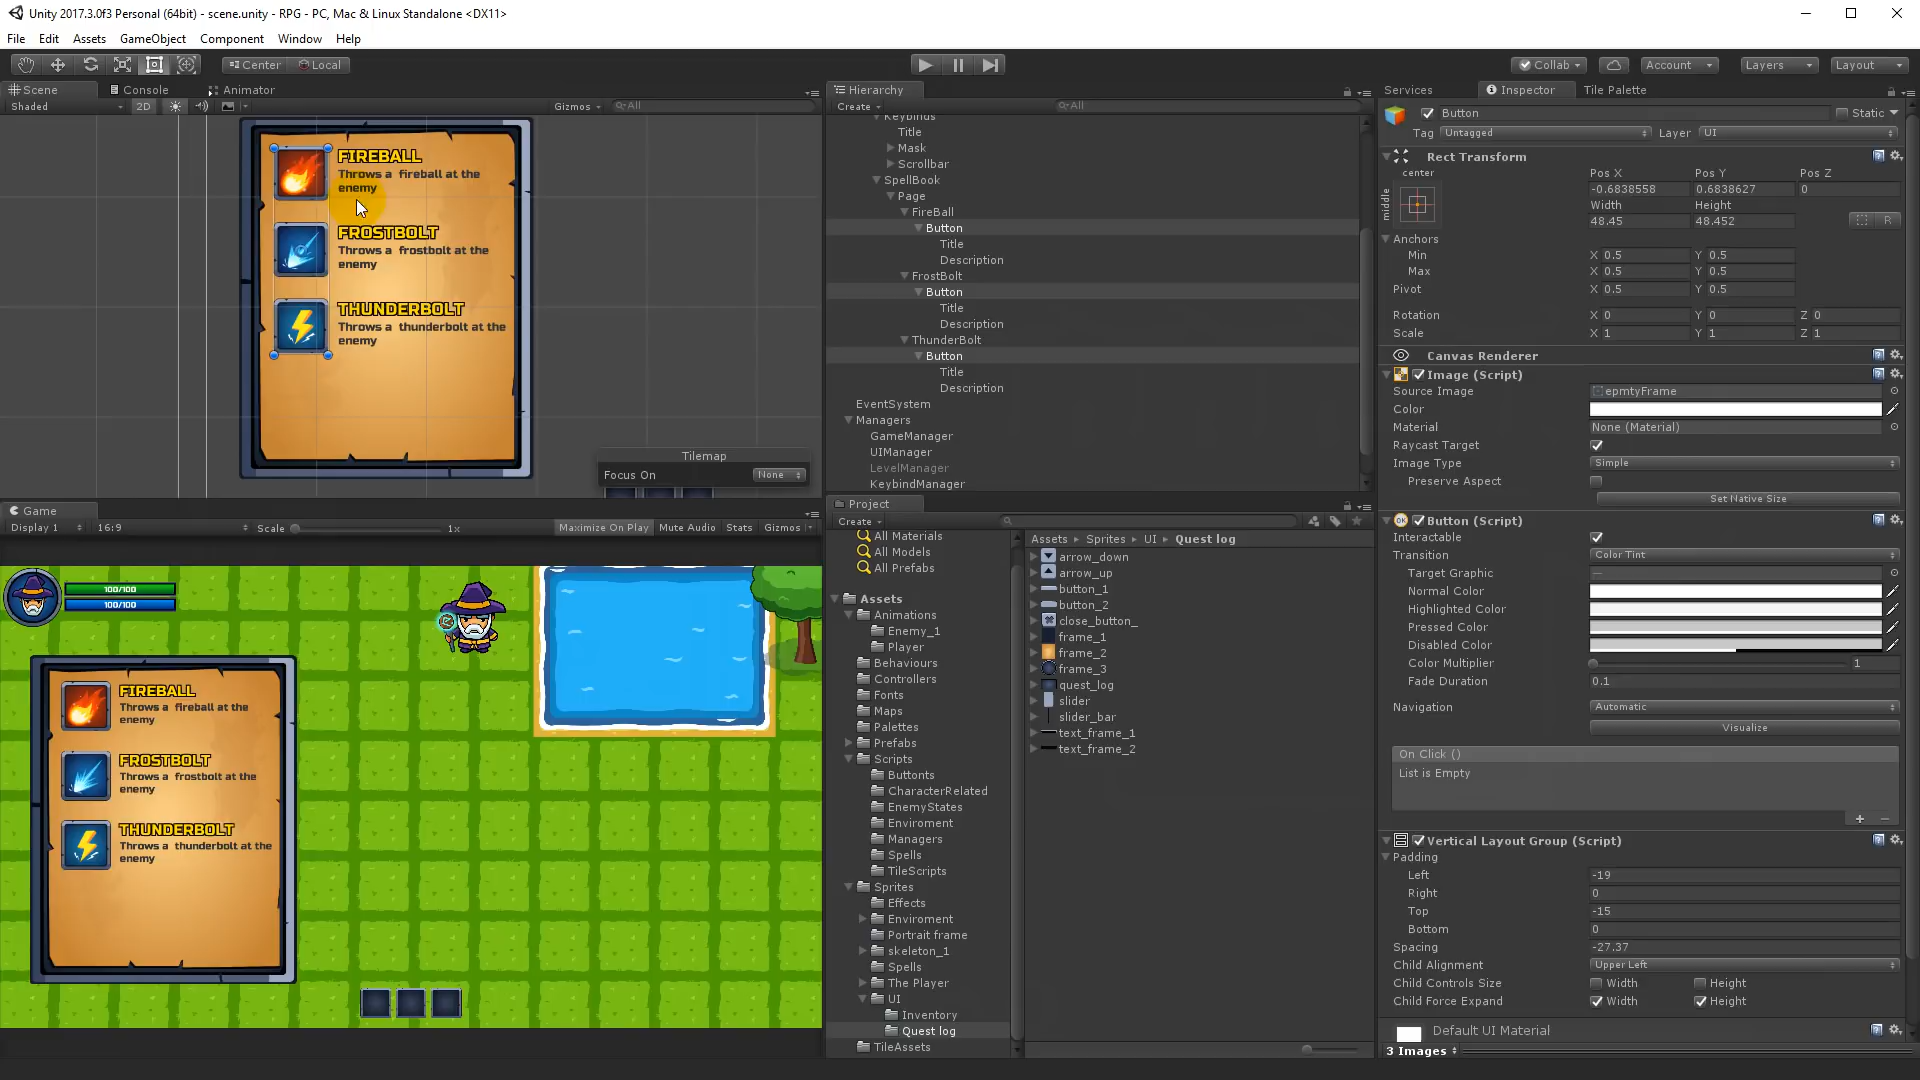 Unity 2017.3.0f3 Personal (64bit) - scene.unity - RPG - PC, Mac & Linux Standalone <DX11>
File Edit Assets GameObject Component Window Help
Center Local
Collab Account Layers Layout
Scene Console Animator
Shaded 2D Gizmos All
FIREBALL
Throws a fireball at the
enemy
FROSTBOLT
Throws a frostbolt at the
enemy
THUNDERBOLT
Throws a thunderbolt at the
enemy
Tilemap
Focus On None
Game
Display 1 16:9 Scale 1x Maximize On Play Mute Audio Stats Gizmos
100/100
100/100
FIREBALL
Throws a fireball at the
enemy
FROSTBOLT
Throws a frostbolt at the
enemy
THUNDERBOLT
Throws a thunderbolt at the
enemy
Hierarchy
Create All
Keybinds
Title
Mask
Scrollbar
SpellBook
Page
FireBall
Button
Title
Description
FrostBolt
Button
Title
Description
ThunderBolt
Button
Title
Description
EventSystem
Managers
GameManager
UIManager
LevelManager
KeybindManager
Project
Create
All Materials
All Models
All Prefabs
Assets
Animations
Enemy_1
Player
Behaviours
Controllers
Fonts
Maps
Palettes
Prefabs
Scripts
Buttonts
CharacterRelated
EnemyStates
Enviroment
Managers
Spells
TileScripts
Sprites
Effects
Enviroment
Portrait frame
skeleton_1
Spells
The Player
UI
Inventory
Quest log
TileAssets
Assets Sprites UI Quest log
arrow_down
arrow_up
button_1
button_2
close_button_
frame_1
frame_2
frame_3
quest_log
slider
slider_bar
text_frame_1
text_frame_2
Services Inspector Tile Palette
Button Static
Tag Untagged Layer UI
Rect Transform
center
middle
Pos X Pos Y Pos Z
-0.6838558 0.6838627 0
Width Height
48.45 48.452 R
Anchors
Min X 0.5 Y 0.5
Max X 0.5 Y 0.5
Pivot X 0.5 Y 0.5
Rotation X 0 Y 0 Z 0
Scale X 1 Y 1 Z 1
Canvas Renderer
Image (Script)
Source Image epmtyFrame
Color
Material None (Material)
Raycast Target
Image Type Simple
Preserve Aspect
Set Native Size
OK Button (Script)
Interactable
Transition Color Tint
Target Graphic —
Normal Color
Highlighted Color
Pressed Color
Disabled Color
Color Multiplier 1
Fade Duration 0.1
Navigation Automatic
Visualize
On Click ()
List is Empty
Vertical Layout Group (Script)
Padding
Left -19
Right 0
Top -15
Bottom 0
Spacing -27.37
Child Alignment Upper Left
Child Controls Size Width Height
Child Force Expand Width Height
Default UI Material
3 Images